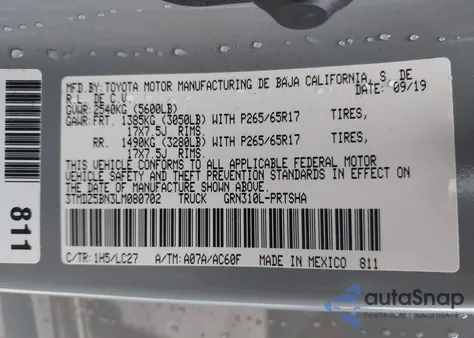 MFD.BY: TOYOTA MOTOR MANUFACTURING DE BAJA CALIFORNIA, S. DE
R.L. DE C.V. DATE: 09/19
GVWR: 2540KG (5600LB)
GAWR: FRT. 1385KG (3050LB) WITH P265/65R17 TIRES,
17X7.5J RIMS.
RR. 1490KG (3280LB) WITH P265/65R17 TIRES,
17X7.5J RIMS.
THIS VEHICLE CONFORMS TO ALL APPLICABLE FEDERAL MOTOR
VEHICLE SAFETY AND THEFT PREVENTION STANDARDS IN EFFECT
ON THE DATE OF MANUFACTURE SHOWN ABOVE.
3TMDZ5BN3LM080702 TRUCK GRN310L-PRTSHA
C/TR: 1H5/LC27 A/TM: A07A/AC60F MADE IN MEXICO 811
811
autoSnap